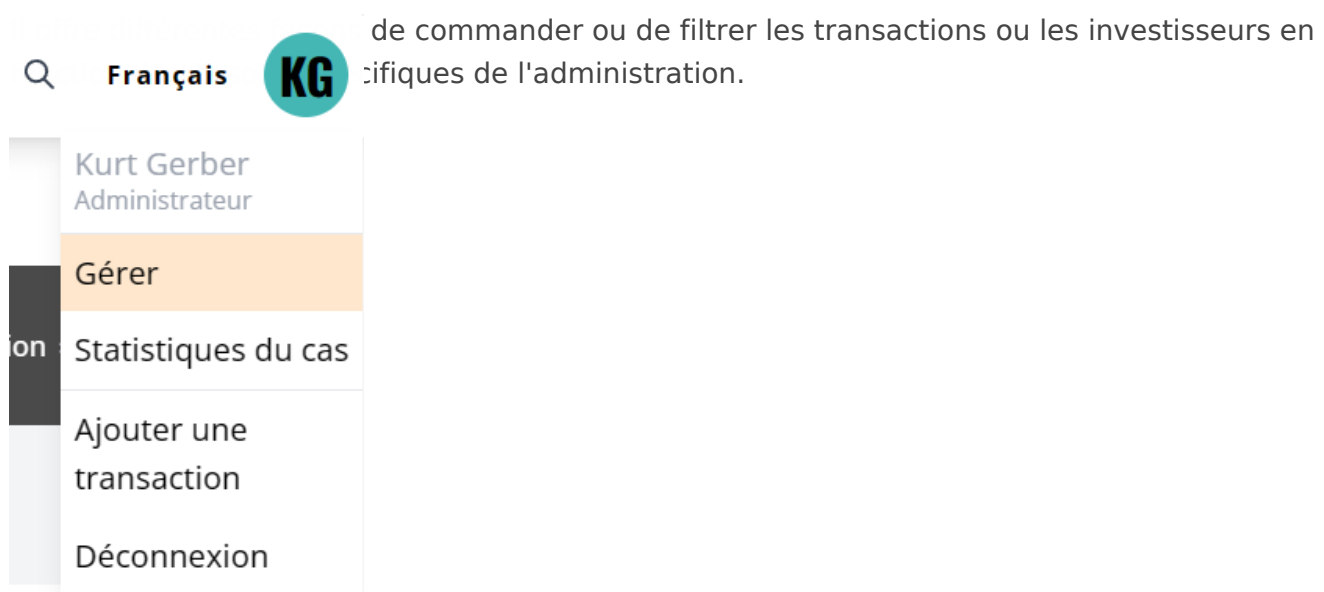 de commander ou de filtrer les transactions ou les investisseurs en
cifiques de l'administration.
Français KG
Kurt Gerber
Administrateur
Gérer
ion
Statistiques du cas
Ajouter une
transaction
Déconnexion